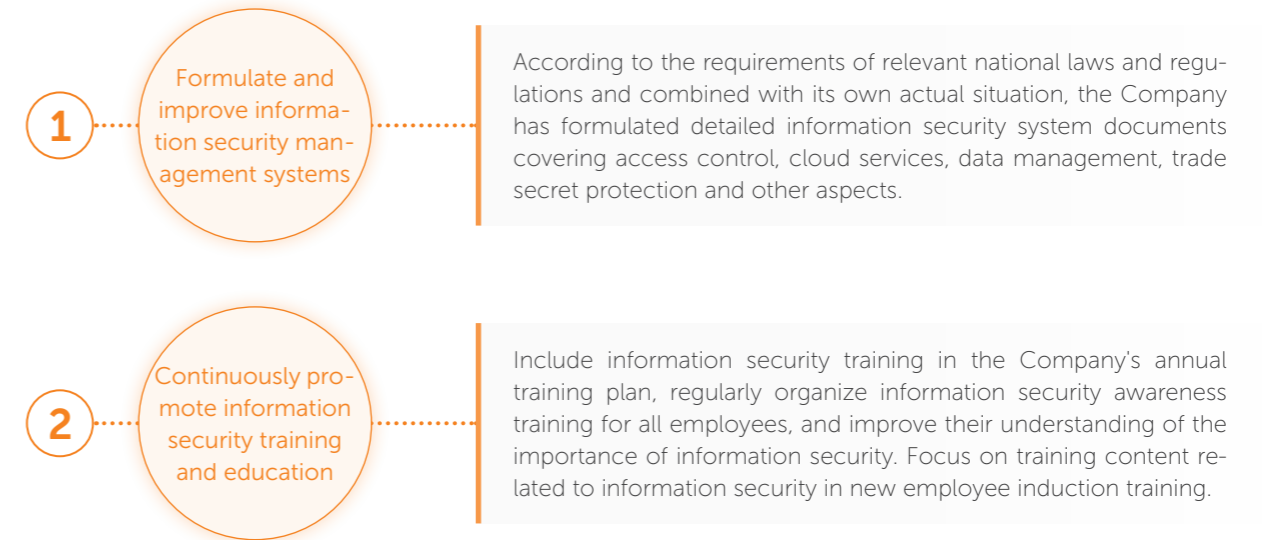 1
Formulate and
improve informa-
tion security man-
agement systems
According to the requirements of relevant national laws and regu-
lations and combined with its own actual situation, the Company
has formulated detailed information security system documents
covering access control, cloud services, data management, trade
secret protection and other aspects.
2
Continuously pro-
mote information
security training
and education
Include information security training in the Company's annual
training plan, regularly organize information security awareness
training for all employees, and improve their understanding of the
importance of information security. Focus on training content re-
lated to information security in new employee induction training.